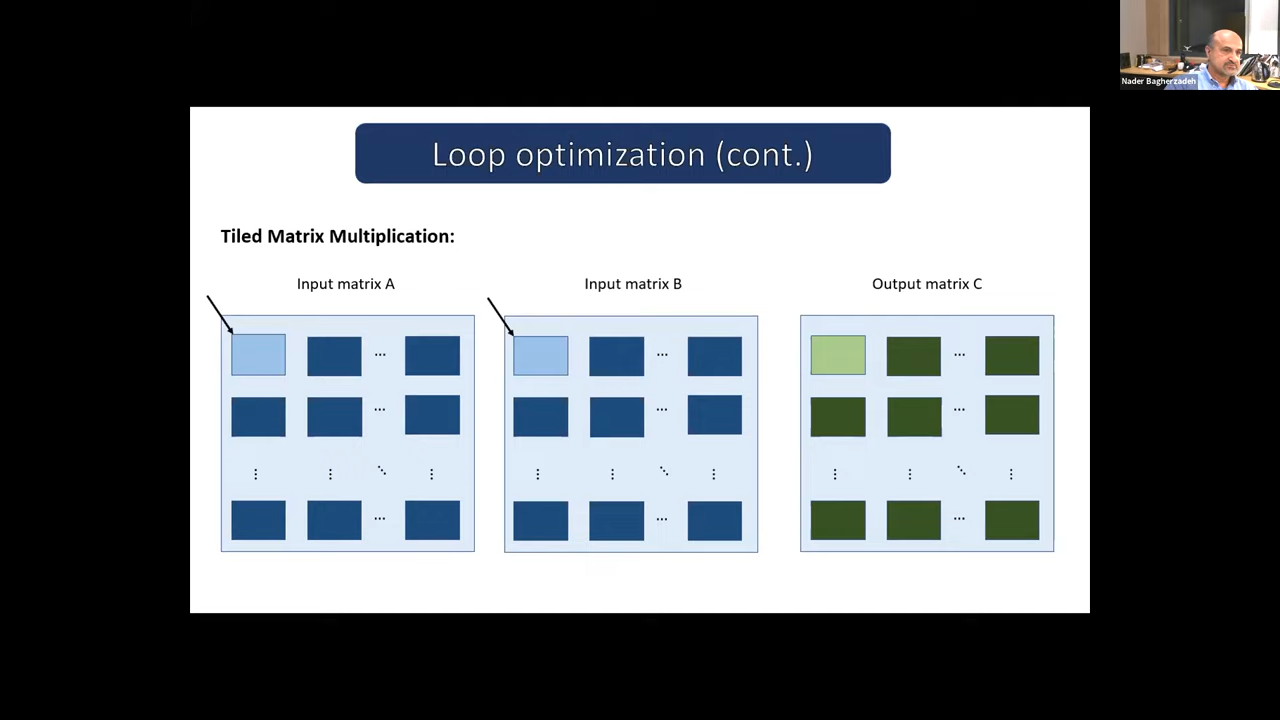 Nader Bagherzadeh
Loop optimization (cont.)
Tiled Matrix Multiplication:
Input matrix A
Input matrix B
Output matrix C